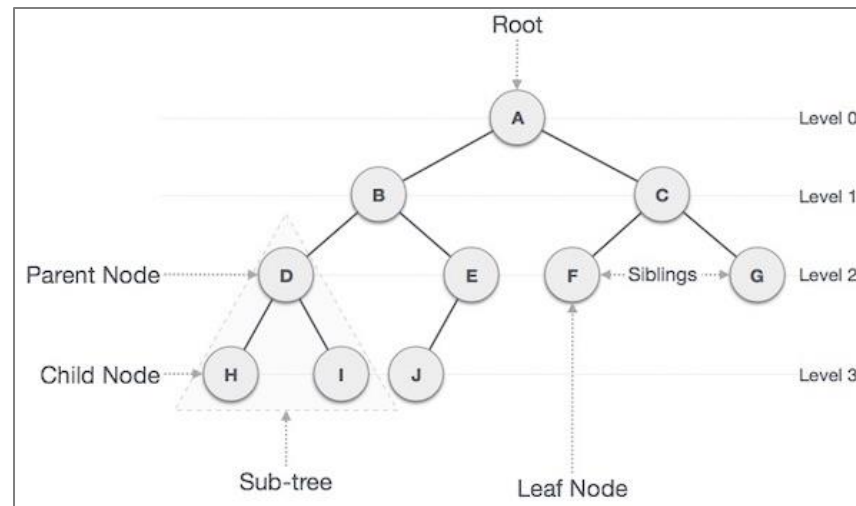 Root
A
Level 0
B
C
Level 1
Parent Node
D
E
F
Siblings
G
Level 2
Child Node
H
I
J
Level 3
Sub-tree
Leaf Node